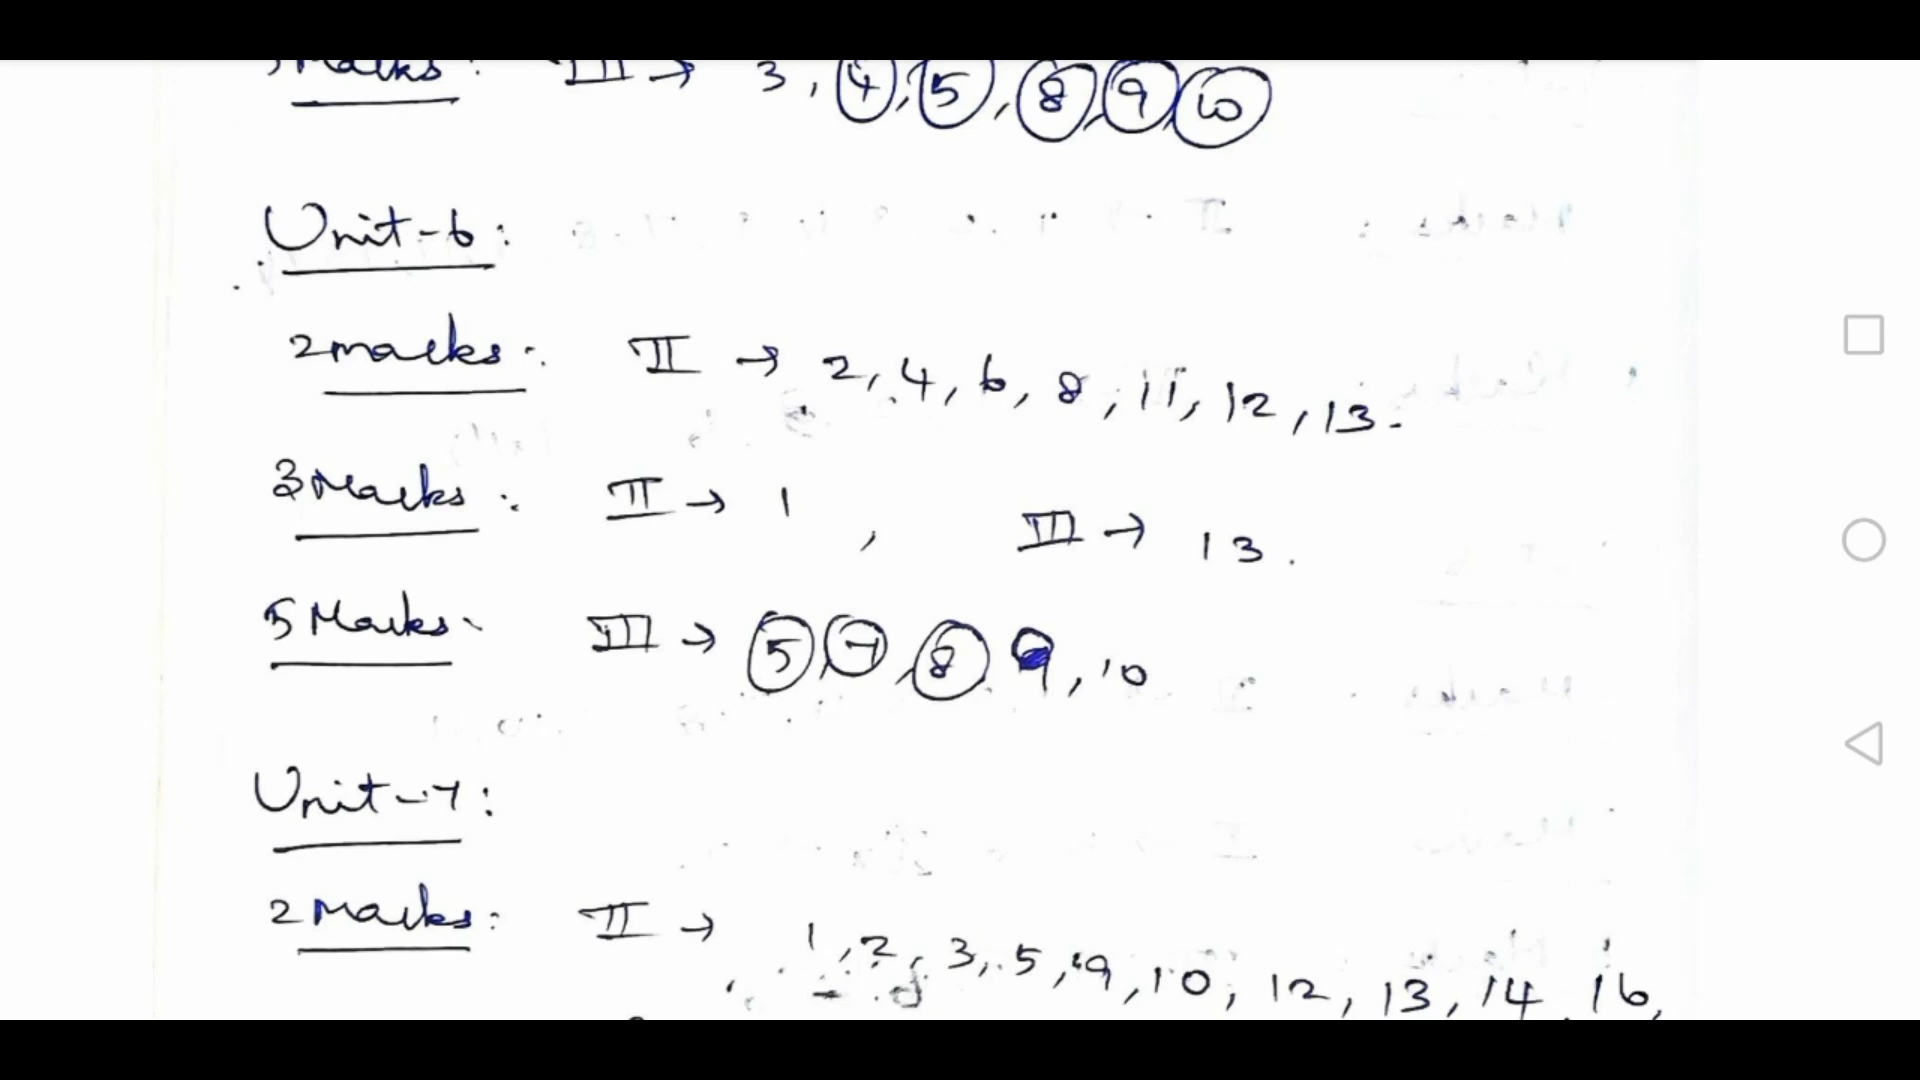 Marks: III → 3, 4, 5, 8, 9, 10
Unit-6:
2marks: II → 2, 4, 6, 8, 11, 12, 13.
3Marks: II → 1, III → 13.
5Marks- III → 5, 7, 8, 9, 10
Unit-7:
2Marks: II → 1, 2, 3, 5, 9, 10, 12, 13, 14, 16,